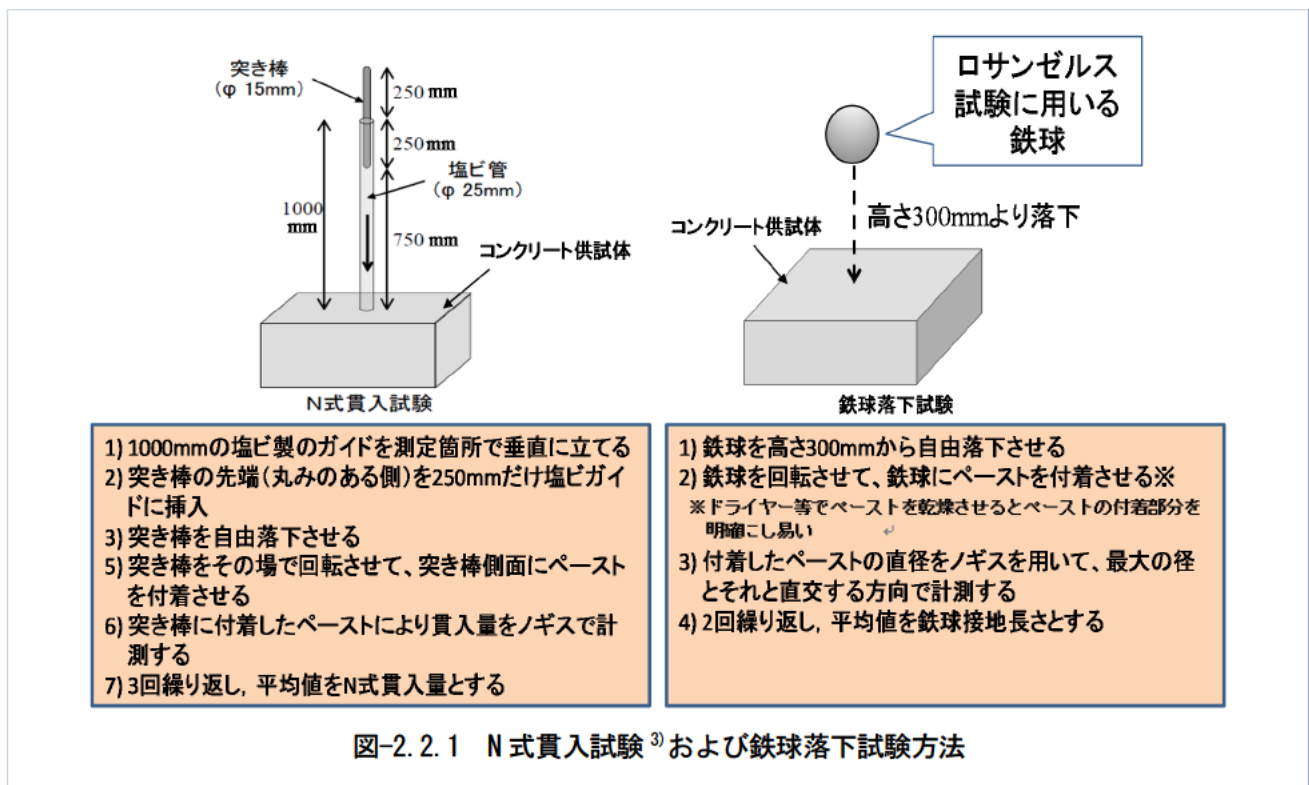 突き棒
(φ 15mm)
250 mm
250 mm
塩ビ管
(φ 25mm)
1000
mm
750 mm
コンクリート供試体
N式貫入試験
ロサンゼルス
試験に用いる
鉄球
高さ300mmより落下
コンクリート供試体
鉄球落下試験
1) 1000mmの塩ビ製のガイドを測定箇所で垂直に立てる
2) 突き棒の先端(丸みのある側)を250mmだけ塩ビガイ
ドに挿入
3) 突き棒を自由落下させる
5) 突き棒をその場で回転させて、突き棒側面にペースト
を付着させる
6) 突き棒に付着したペーストにより貫入量をノギスで計
測する
7) 3回繰り返し, 平均値をN式貫入量とする
1) 鉄球を高さ300mmから自由落下させる
2) 鉄球を回転させて、鉄球にペーストを付着させる※
※ドライヤー等でペーストを乾燥させるとペーストの付着部分を
明確にし易い ↵
3) 付着したペーストの直径をノギスを用いて、最大の径
とそれと直交する方向で計測する
4) 2回繰り返し, 平均値を鉄球接地長さとする
図-2.2.1 N式貫入試験 3) および鉄球落下試験方法